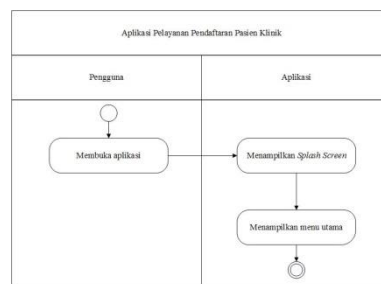 Aplikasi Pelayanan Pendaftaran Pasien Klinik
Pengguna
Aplikasi
Membuka aplikasi
Menampilkan Splash Screen
Menampilkan menu utama